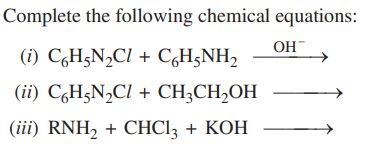 Complete the following chemical equations:
(i) C₆H₅N₂Cl + C₆H₅NH₂ OH⁻ ⟶
(ii) C₆H₅N₂Cl + CH₃CH₂OH ⟶
(iii) RNH₂ + CHCl₃ + KOH ⟶